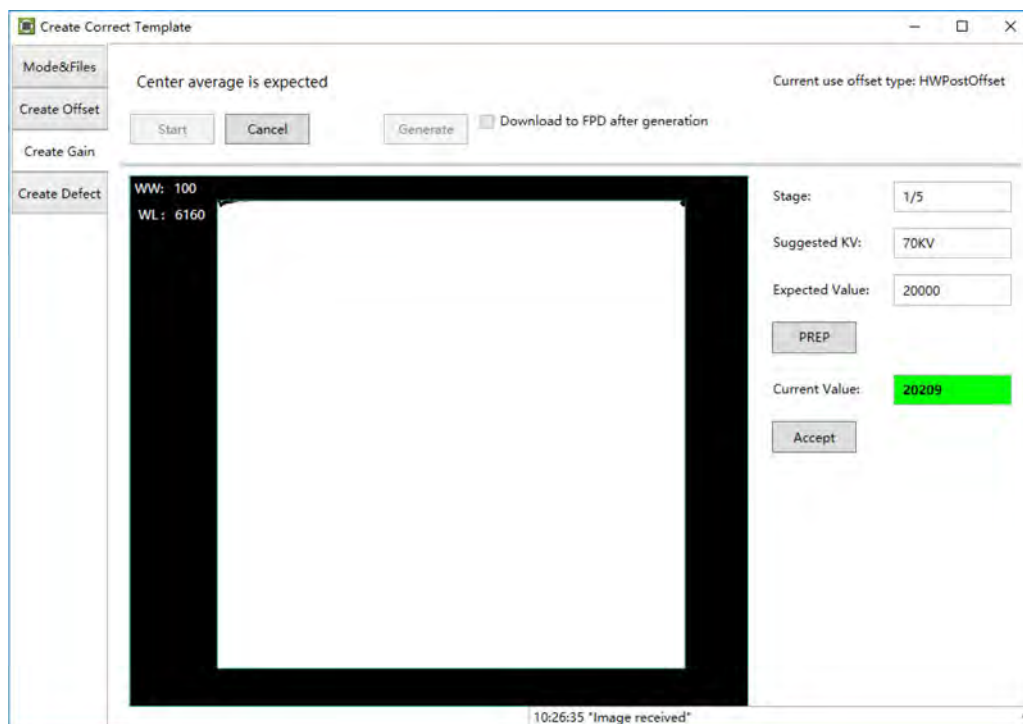 Create Correct Template
Mode&Files
Create Offset
Create Gain
Create Defect
Center average is expected
Current use offset type: HWPostOffset
Start
Cancel
Generate
Download to FPD after generation
WW: 100
WL: 6160
Stage:
1/5
Suggested KV:
70KV
Expected Value:
20000
PREP
Current Value:
20209
Accept
10:26:35 "Image received"